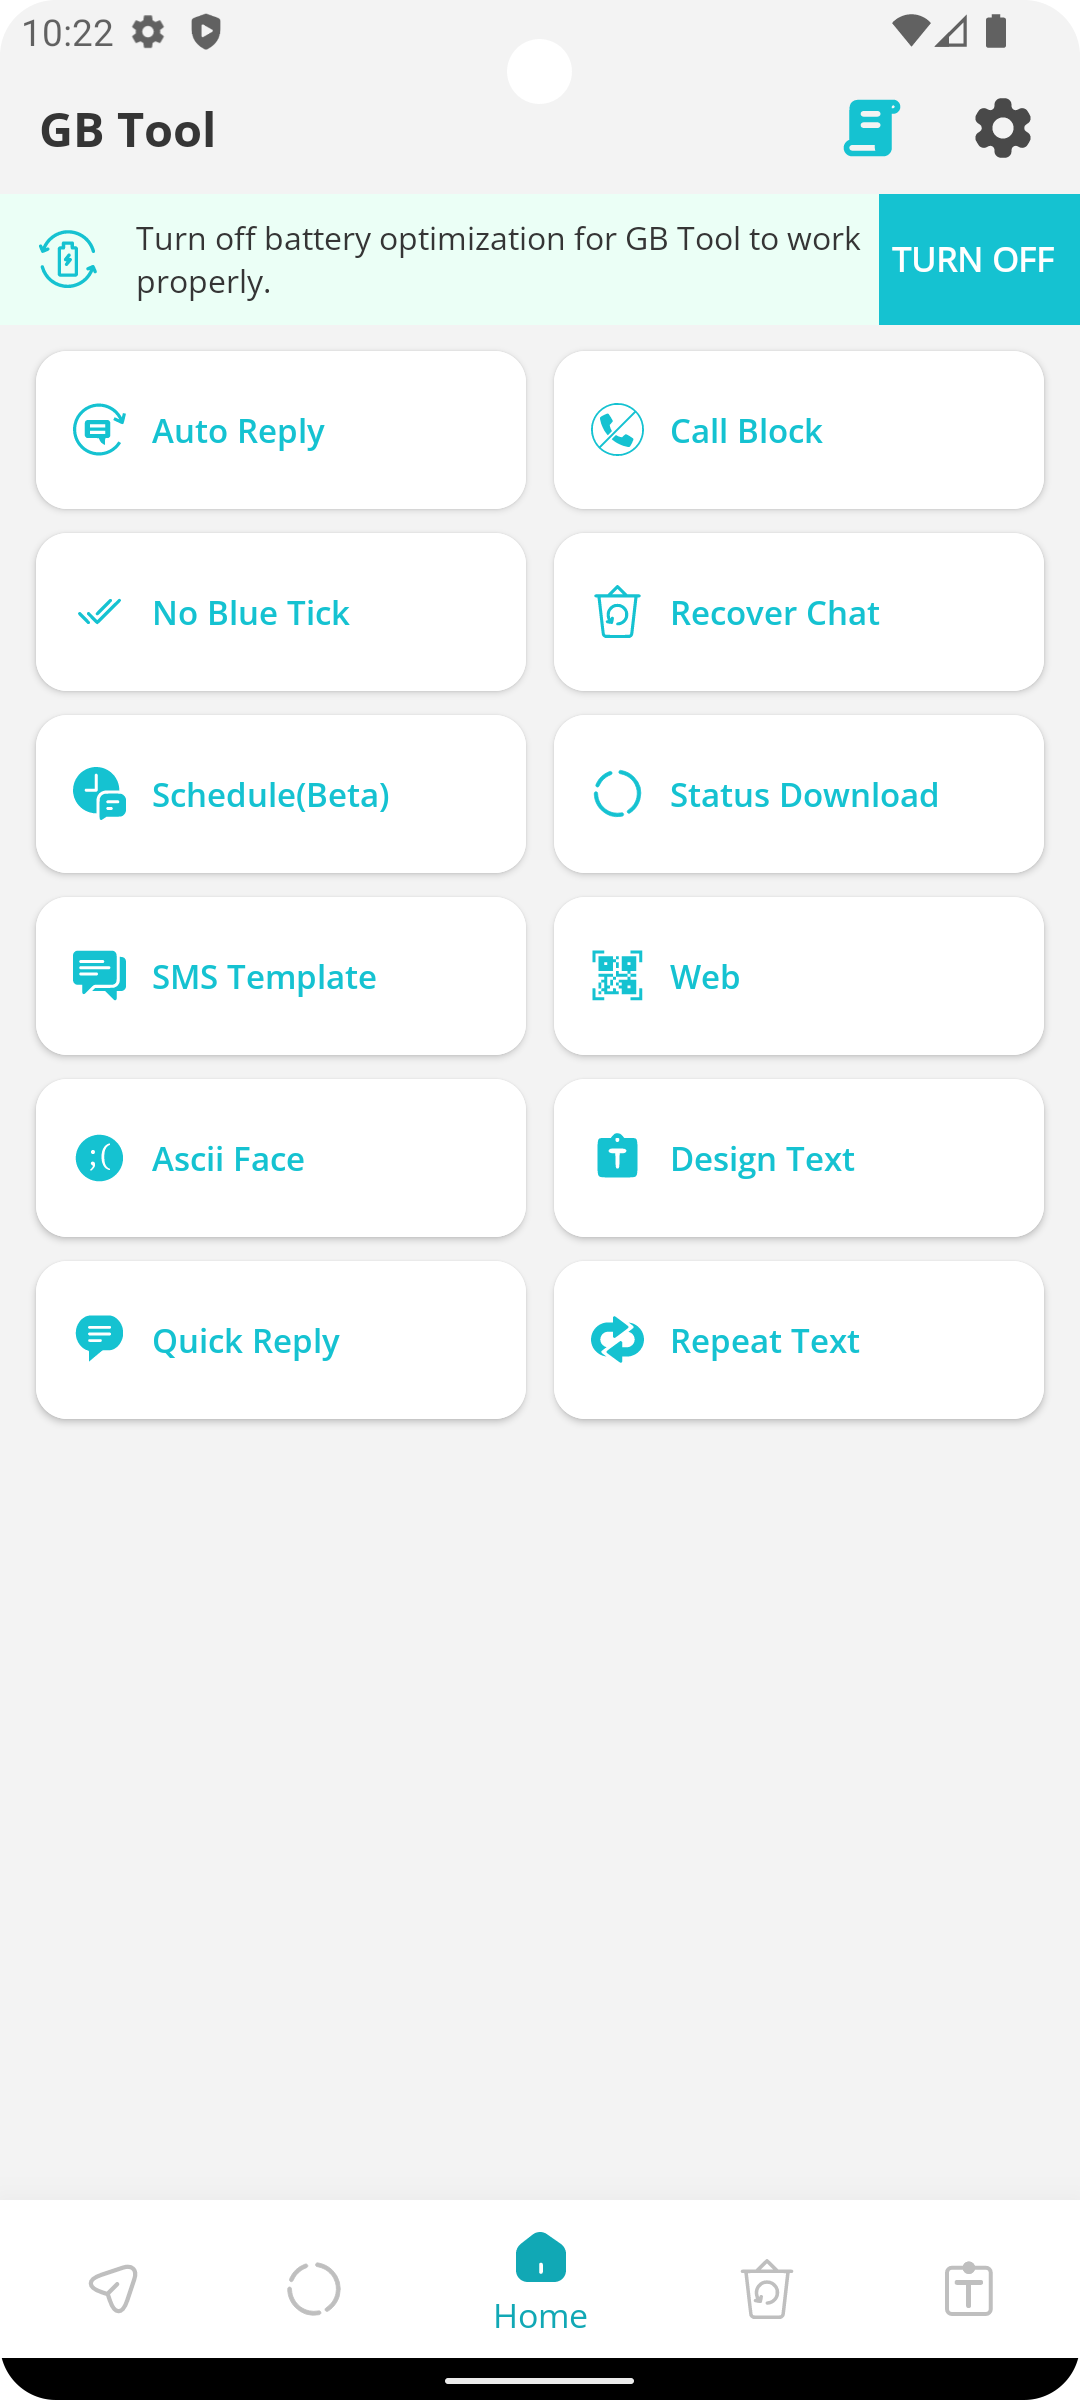 10:22
GB Tool
Turn off battery optimization for GB Tool to work
properly.
TURN OFF
Auto Reply
Call Block
No Blue Tick
Recover Chat
Schedule(Beta)
Status Download
SMS Template
Web
;( Ascii Face
T Design Text
Quick Reply
Repeat Text
Home
T